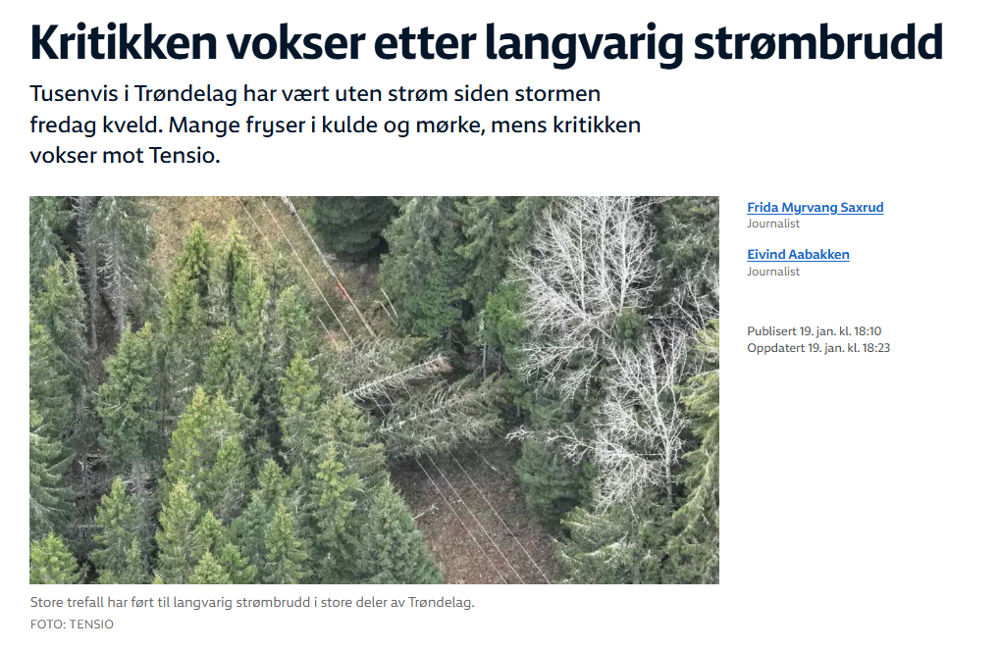 Kritikken vokser etter langvarig strømbrudd
Tusenvis i Trøndelag har vært uten strøm siden stormen
fredag kveld. Mange fryser i kulde og mørke, mens kritikken
vokser mot Tensio.
Frida Myrvang Saxrud
Journalist
Eivind Aabakken
Journalist
Publisert 19. jan. kl. 18:10
Oppdatert 19. jan. kl. 18:23
Store trefall har ført til langvarig strømbrudd i store deler av Trøndelag.
FOTO: TENSIO